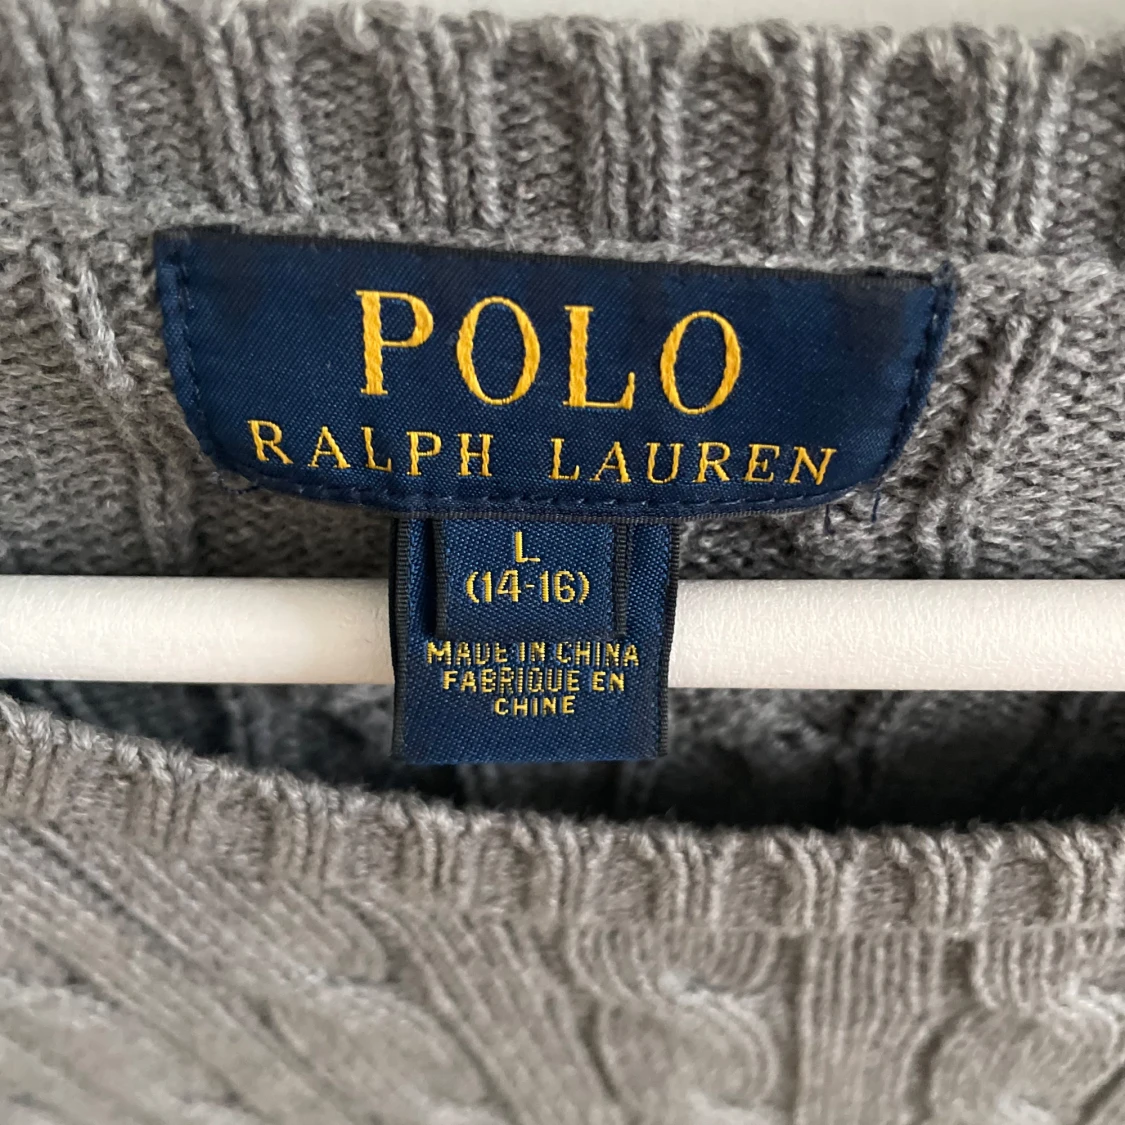 POLO
RALPH LAUREN
L
(14-16)
MADE IN CHINA
FABRIQUE EN
CHINE